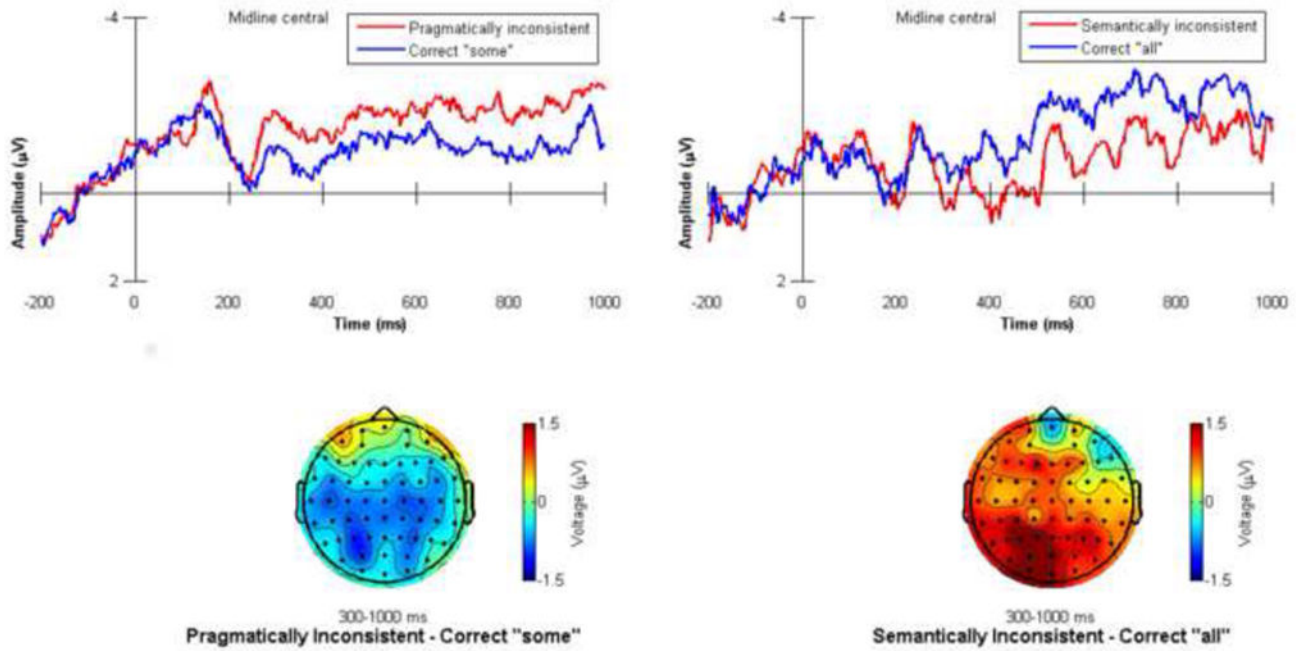 -4
Midline central
Pragmatically inconsistent
Correct "some"
Amplitude (µV)
2
-200 0 200 400 600 800 1000
Time (ms)
-4
Midline central
Semantically inconsistent
Correct "all"
Amplitude (µV)
2
-200 0 200 400 600 800 1000
Time (ms)
1.5
0
-1.5
Voltage (µV)
300-1000 ms
Pragmatically Inconsistent - Correct "some"
1.5
0
-1.5
Voltage (µV)
300-1000 ms
Semantically Inconsistent - Correct "all"